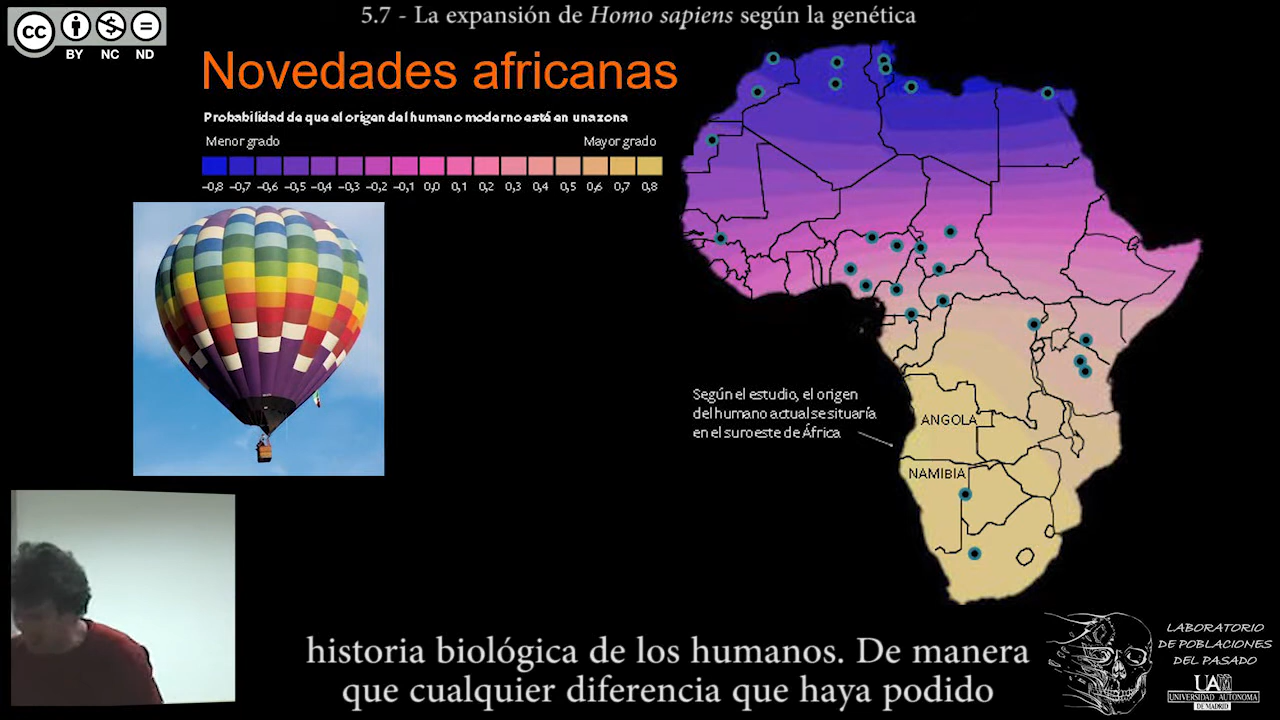 5.7 - La expansión de Homo sapiens según la genética
cc
BY NC ND
Novedades africanas
Probabilidad de que el origen del humano moderno esté en una zona
Menor grado Mayor grado
–0,8 –0,7 –0,6 –0,5 –0,4 –0,3 –0,2 –0,1 0,0 0,1 0,2 0,3 0,4 0,5 0,6 0,7 0,8
Según el estudio, el origen
del humano actual se situaría
en el suroeste de África
ANGOLA
NAMIBIA
historia biológica de los humanos. De manera
que cualquier diferencia que haya podido
LABORATORIO
DE POBLACIONES
DEL PASADO
UAM
UNIVERSIDAD AUTONOMA
DE MADRID